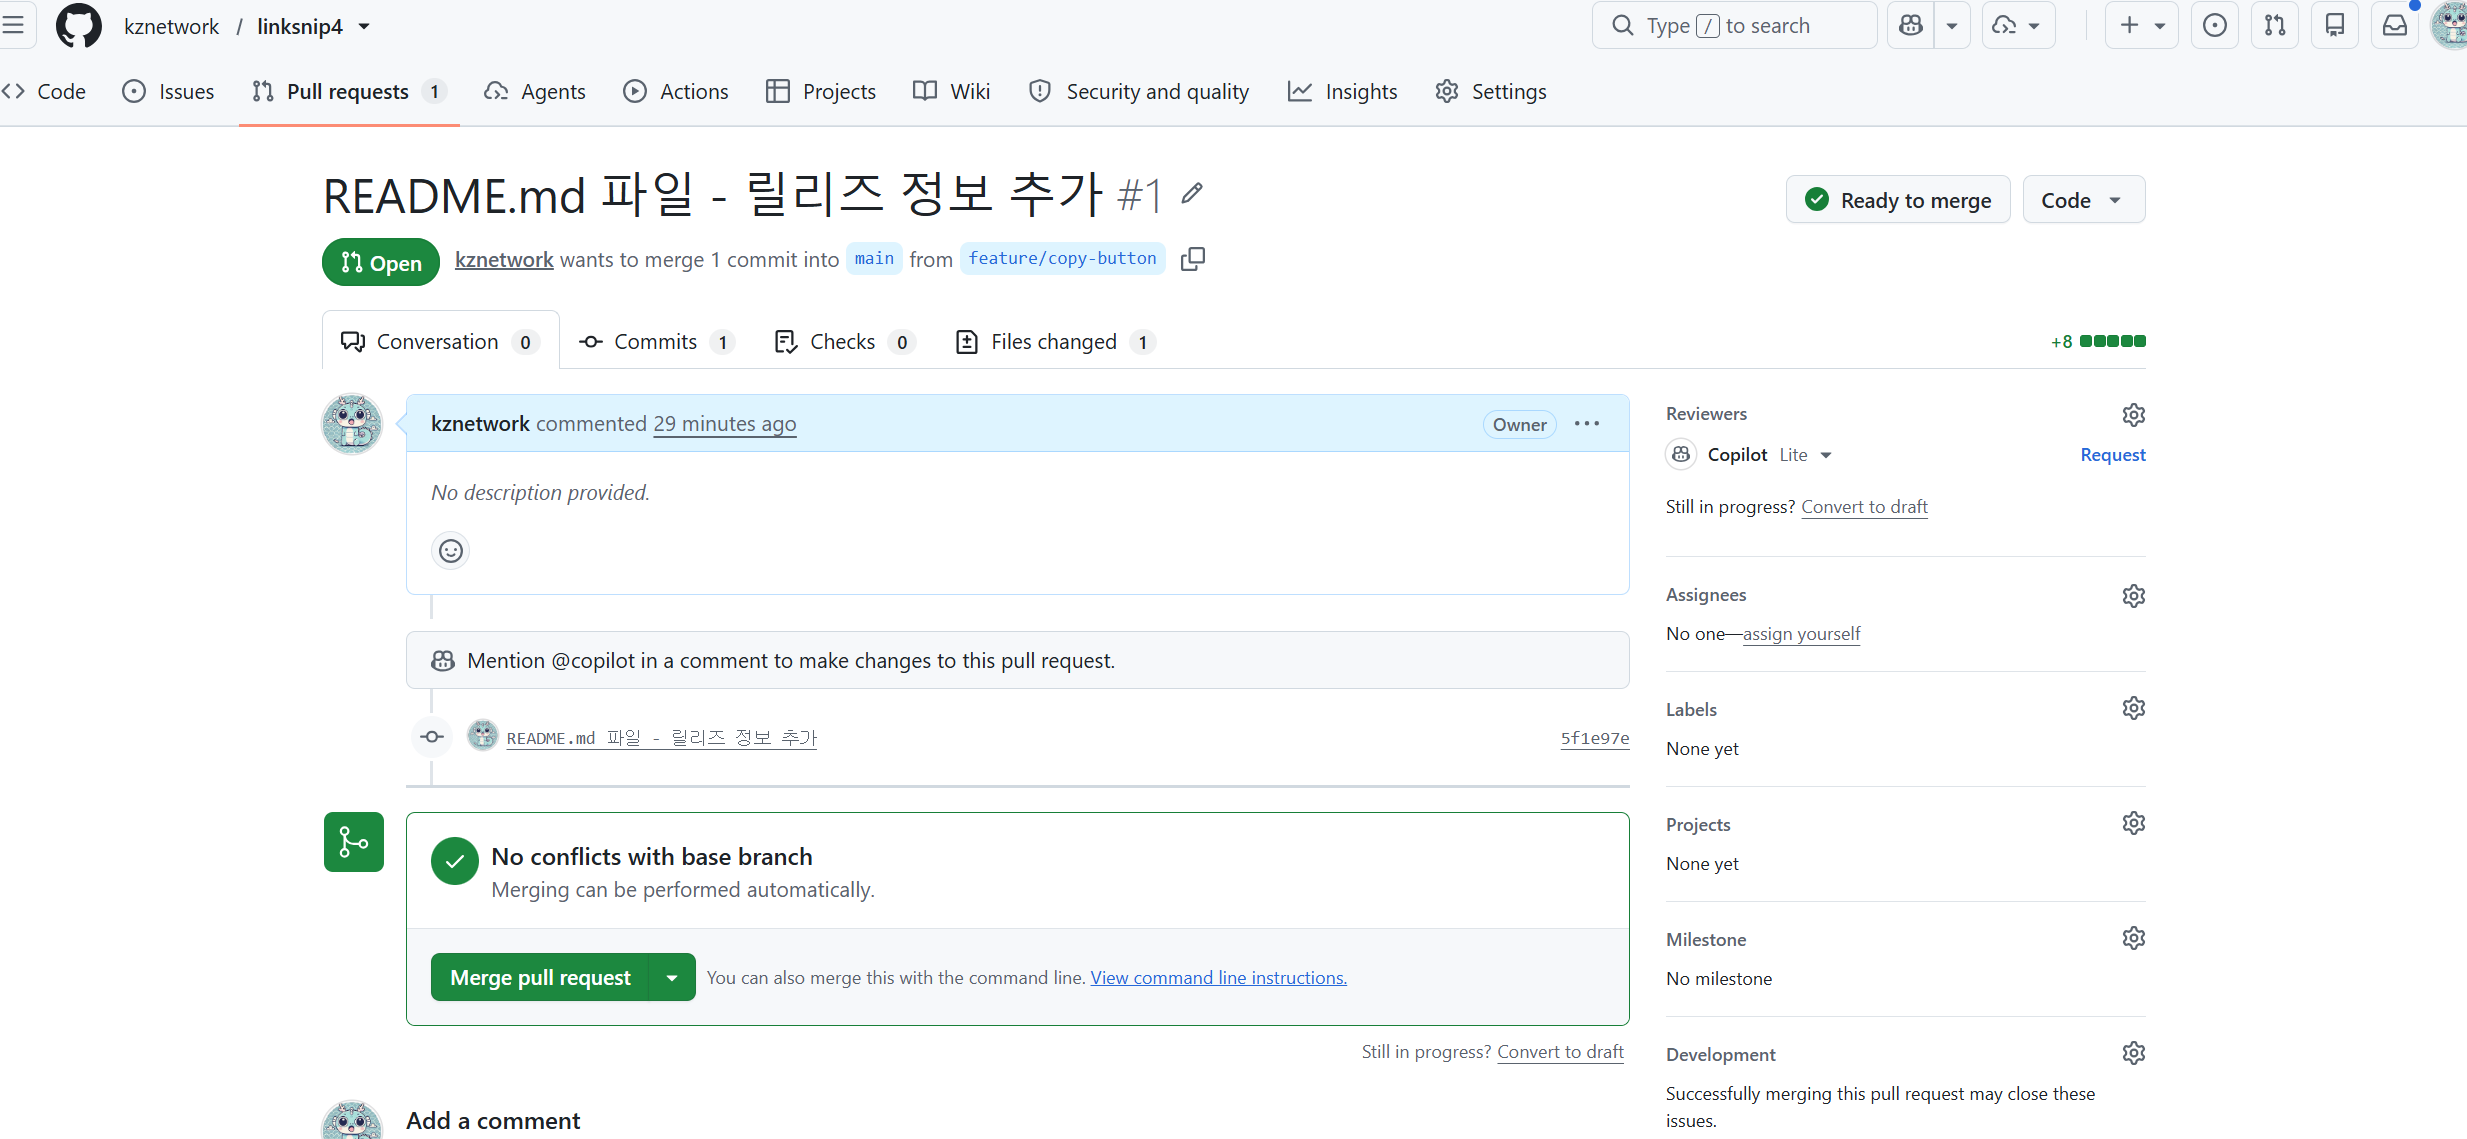 kznetwork / linksnip4
Type / to search
Code Issues Pull requests 1 Agents Actions Projects Wiki Security and quality Insights Settings
README.md 파일 - 릴리즈 정보 추가 #1
Ready to merge
Code
Open
kznetwork wants to merge 1 commit into main from feature/copy-button
Conversation 0 Commits 1 Checks 0 Files changed 1
+8
kznetwork commented 29 minutes ago
Owner
No description provided.
Mention @copilot in a comment to make changes to this pull request.
README.md 파일 - 릴리즈 정보 추가
5f1e97e
No conflicts with base branch
Merging can be performed automatically.
Merge pull request
You can also merge this with the command line. View command line instructions.
Still in progress? Convert to draft
Add a comment
Reviewers
Copilot Lite
Request
Still in progress? Convert to draft
Assignees
No one—assign yourself
Labels
None yet
Projects
None yet
Milestone
No milestone
Development
Successfully merging this pull request may close these
issues.